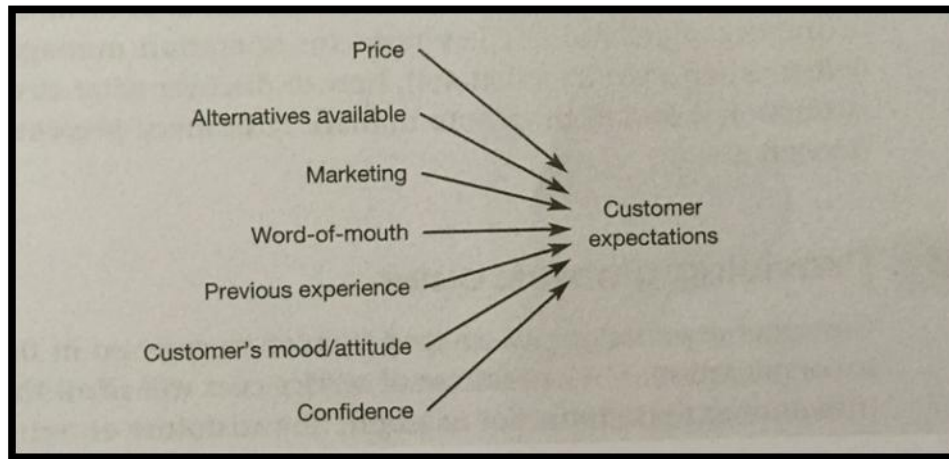 Price
Alternatives available
Marketing
Word-of-mouth
Previous experience
Customer's mood/attitude
Confidence
Customer
expectations